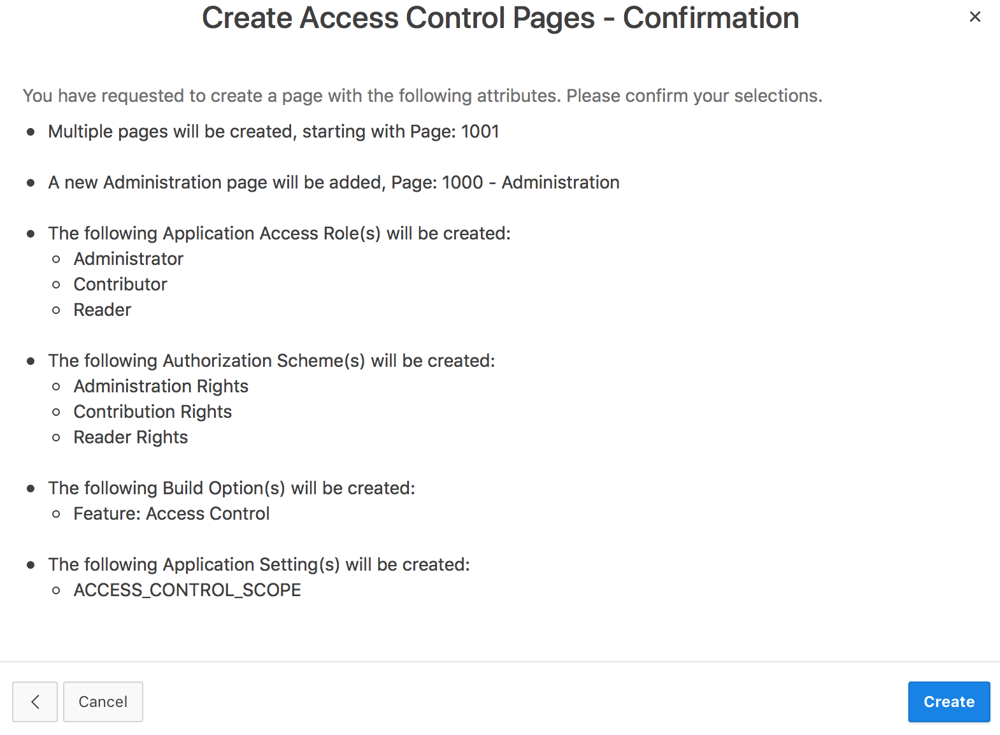 Create Access Control Pages - Confirmation
You have requested to create a page with the following attributes. Please confirm your selections.
Multiple pages will be created, starting with Page: 1001
A new Administration page will be added, Page: 1000 - Administration
The following Application Access Role(s) will be created:
Administrator
Contributor
Reader
The following Authorization Scheme(s) will be created:
Administration Rights
Contribution Rights
Reader Rights
The following Build Option(s) will be created:
Feature: Access Control
The following Application Setting(s) will be created:
ACCESS_CONTROL_SCOPE
Cancel
Create